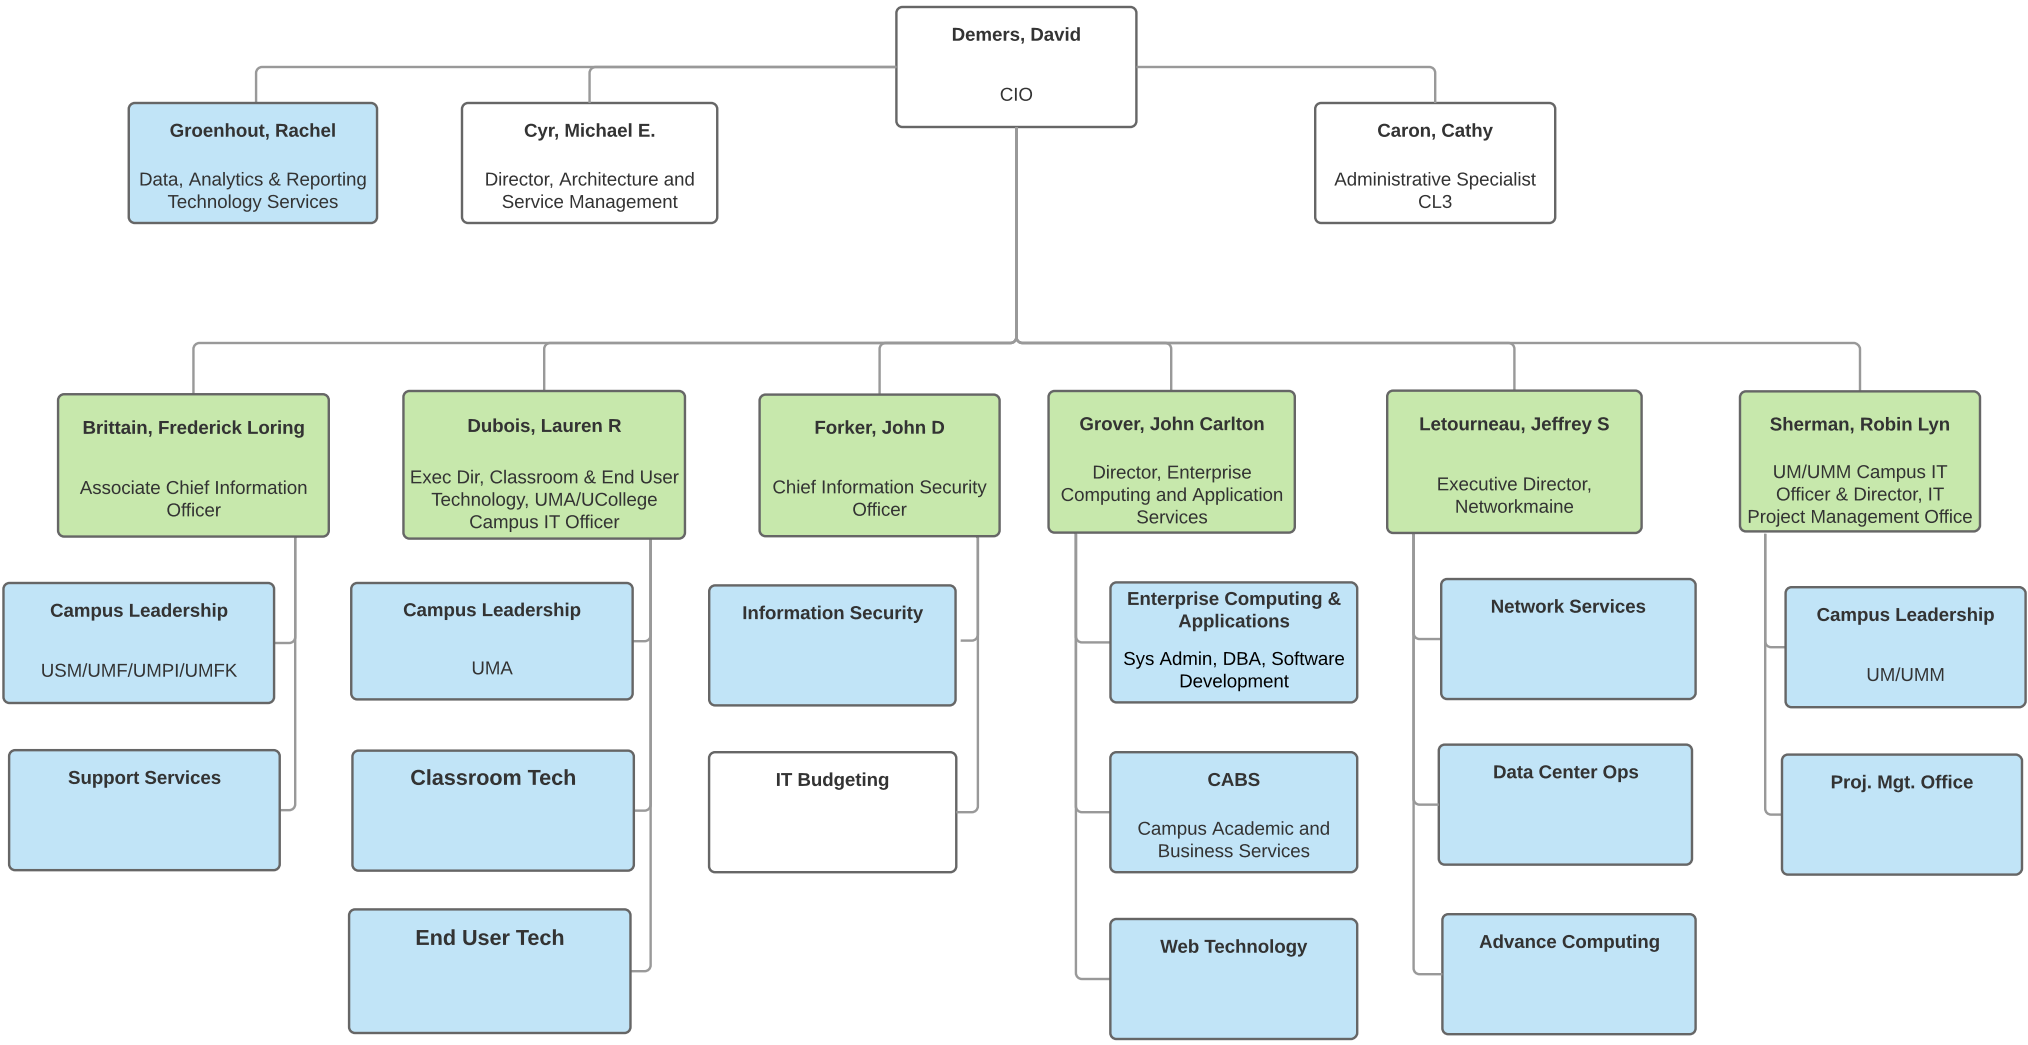 Demers, David
CIO
Groenhout, Rachel
Data, Analytics & Reporting
Technology Services
Cyr, Michael E.
Director, Architecture and
Service Management
Caron, Cathy
Administrative Specialist
CL3
Brittain, Frederick Loring
Associate Chief Information
Officer
Dubois, Lauren R
Exec Dir, Classroom & End User
Technology, UMA/UCollege
Campus IT Officer
Forker, John D
Chief Information Security
Officer
Grover, John Carlton
Director, Enterprise
Computing and Application
Services
Letourneau, Jeffrey S
Executive Director,
Networkmaine
Sherman, Robin Lyn
UM/UMM Campus IT
Officer & Director, IT
Project Management Office
Campus Leadership
USM/UMF/UMPI/UMFK
Campus Leadership
UMA
Information Security
Enterprise Computing &
Applications
Sys Admin, DBA, Software
Development
Network Services
Campus Leadership
UM/UMM
Support Services
Classroom Tech
IT Budgeting
CABS
Campus Academic and
Business Services
Data Center Ops
Proj. Mgt. Office
End User Tech
Web Technology
Advance Computing